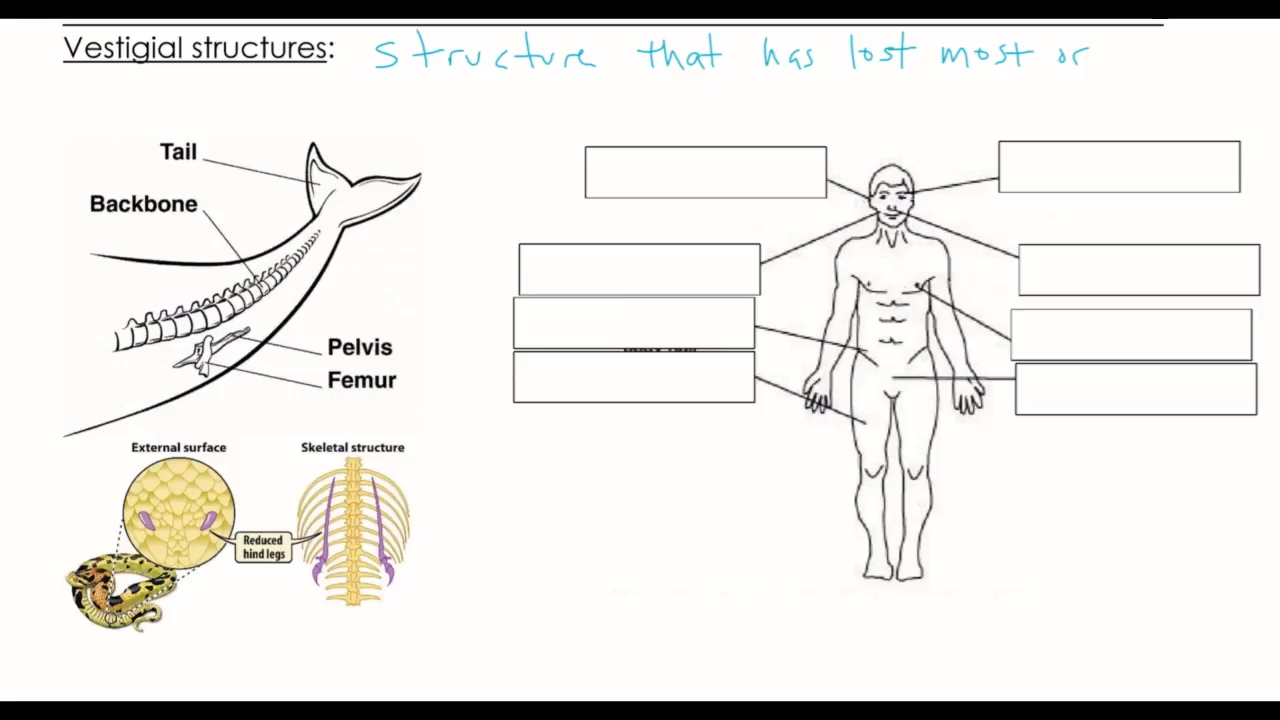 Vestigial structures: structure that has lost most or
Tail
Backbone
Pelvis
Femur
External surface
Skeletal structure
Reduced
hind legs